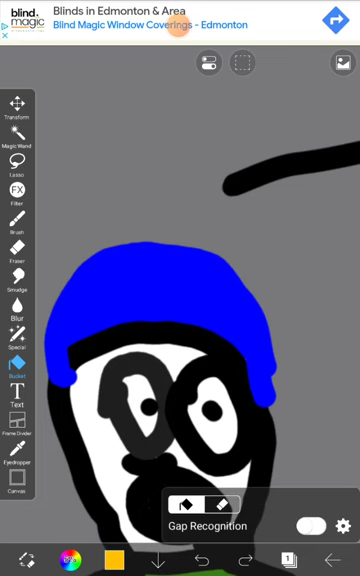 blind
magic
Blinds in Edmonton & Area
Blind Magic Window Coverings - Edmonton
Transform
Magic Wand
Lasso
FX
Filter
Brush
Eraser
Smudge
Blur
Special
Bucket
T
Text
Frame Divider
Eyedropper
Canvas
Gap Recognition
1